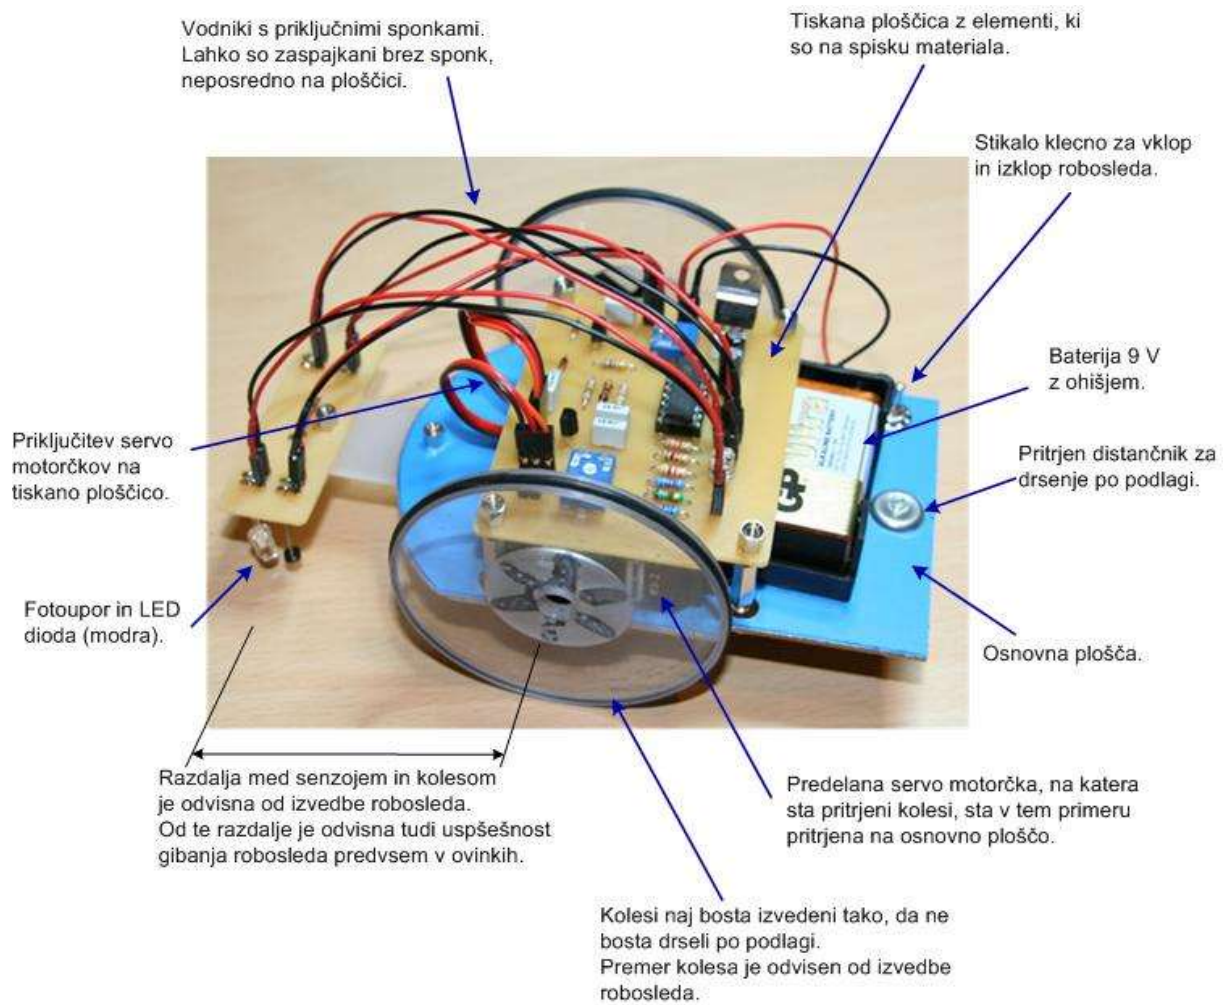 Vodniki s priključnimi sponkami.
Lahko so zaspajkani brez sponk,
neposredno na ploščici.
Tiskana ploščica z elementi, ki
so na spisku materiala.
Stikalo klecno za vklop
in izklop robosleda.
Baterija 9 V
z ohišjem.
Priključitev servo
motorčkov na
tiskano ploščico.
Pritrjen distančnik za
drsenje po podlagi.
Fotoupor in LED
dioda (modra).
Osnovna plošča.
Razdalja med senzojem in kolesom
je odvisna od izvedbe robosleda.
Od te razdalje je odvisna tudi uspšešnost
gibanja robosleda predvsem v ovinkih.
Predelana servo motorčka, na katera
sta pritrjeni kolesi, sta v tem primeru
pritrjena na osnovno ploščo.
Kolesi naj bosta izvedeni tako, da ne
bosta drseli po podlagi.
Premer kolesa je odvisen od izvedbe
robosleda.
GP